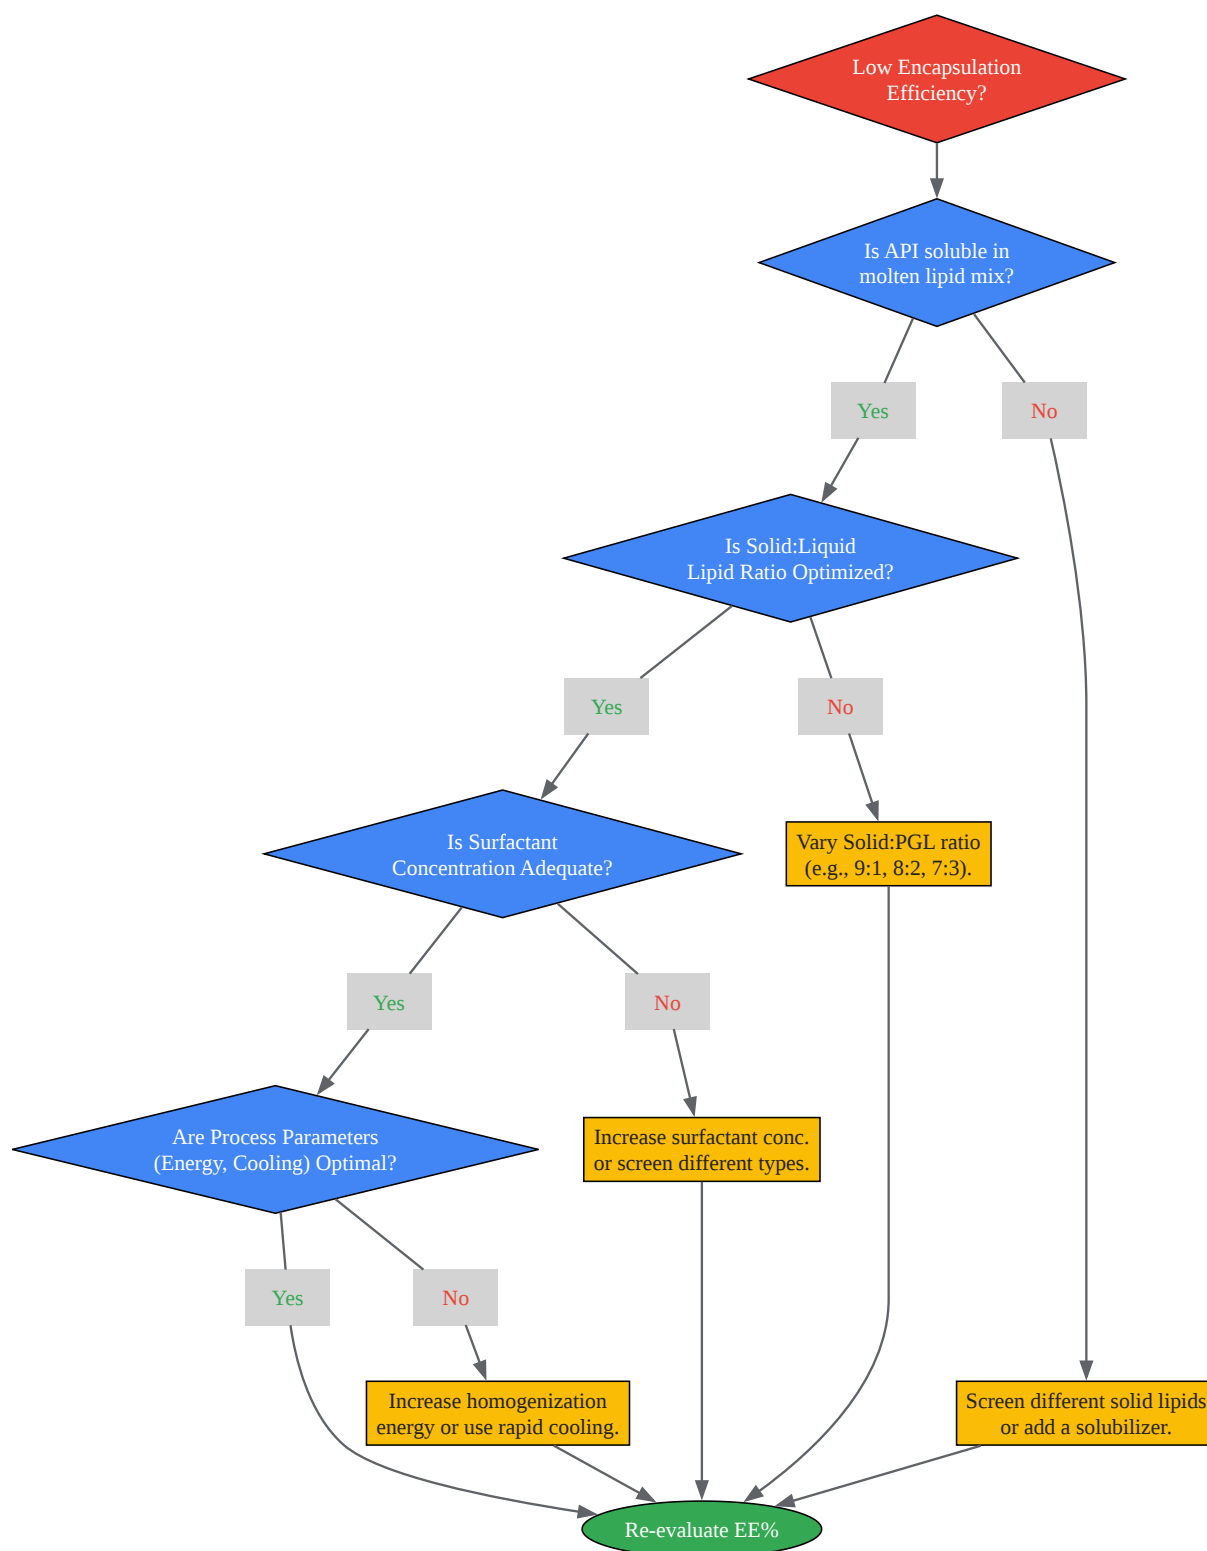 Low Encapsulation
Efficiency?
Is API soluble in
molten lipid mix?
Yes
No
Is Solid:Liquid
Lipid Ratio Optimized?
Yes
No
Is Surfactant
Concentration Adequate?
Vary Solid:PGL ratio
(e.g., 9:1, 8:2, 7:3).
Yes
No
Are Process Parameters
(Energy, Cooling) Optimal?
Increase surfactant conc.
or screen different types.
Yes
No
Increase homogenization
energy or use rapid cooling.
Screen different solid lipids
or add a solubilizer.
Re-evaluate EE%